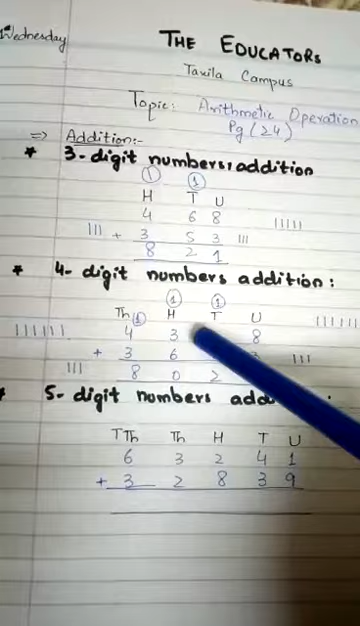 Wednesday
THE EDUCATORS
Taxila Campus
Topic: Arithmetic Operation
Pg (24)
=> Addition:-
* 3-digit numbers addition
1 1
H T U
4 6 8
+ 3 5 3
8 2 1
* 4-digit numbers addition:
1 1
Th 1 H T U
4 3 8
+ 3 6
8 0 2
* 5-digit numbers :
TTh Th H T U
6 3 2 4 1
+ 3 2 8 3 9